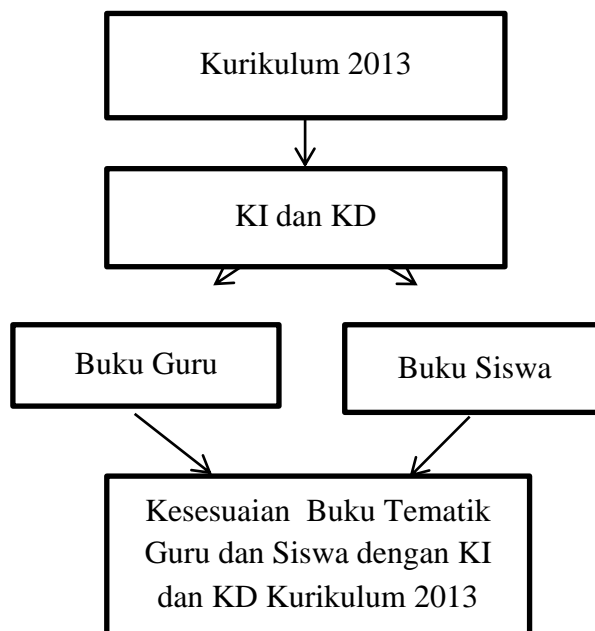 Kurikulum 2013
KI dan KD
Buku Guru
Buku Siswa
Kesesuaian Buku Tematik
Guru dan Siswa dengan KI
dan KD Kurikulum 2013